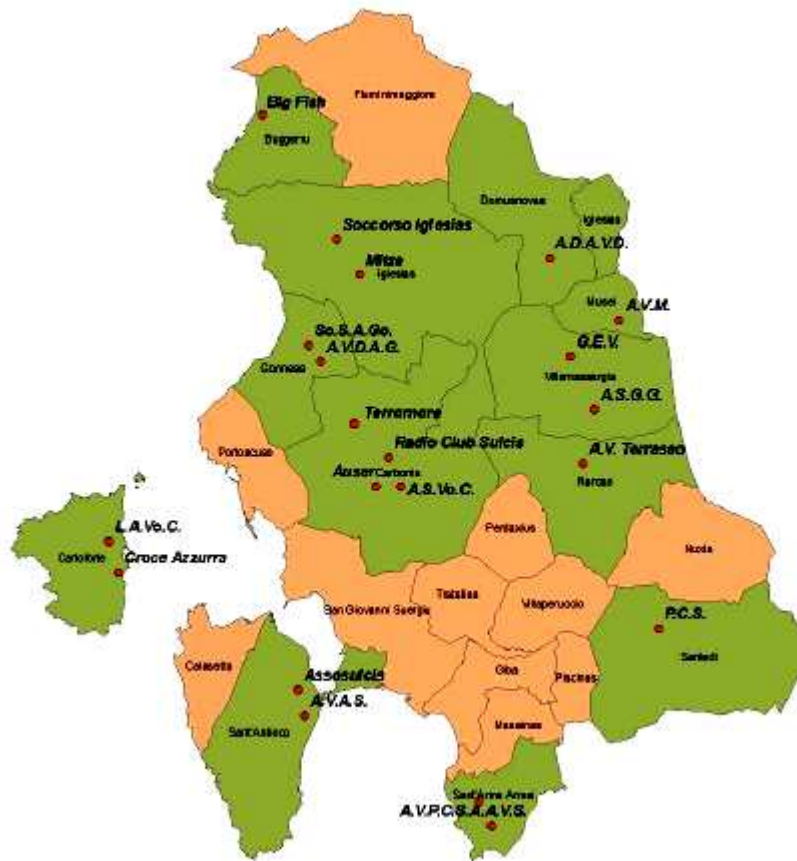 Fluminimaggiore
Big Fish
Buggerru
Domusnovas
Iglesias
Soccorso Iglesias
A.D.A.V.D.
Mitza
Iglesias
Musei
A.V.M.
So.S.A.Go.
A.V.D.A.G.
G.E.V.
Gonnesa
Villamassargia
A.S.G.G.
Terramare
Portoscuso
Radio Club Sulcis
A.V. Terraseo
Auser
Carbonia
Narcao
A.S.Vo.C.
Perdaxius
L.A.Vo.C.
Nuxis
Carloforte
Croce Azzurra
Tratalias
Villaperuccio
San Giovanni Suergiu
P.C.S.
Calasetta
Santadi
Assosulcis
Giba
Piscinas
A.V.A.S.
Masainas
Sant'Antioco
Sant'Anna Arresi
A.V.P.C.S.A.
A.V.S.